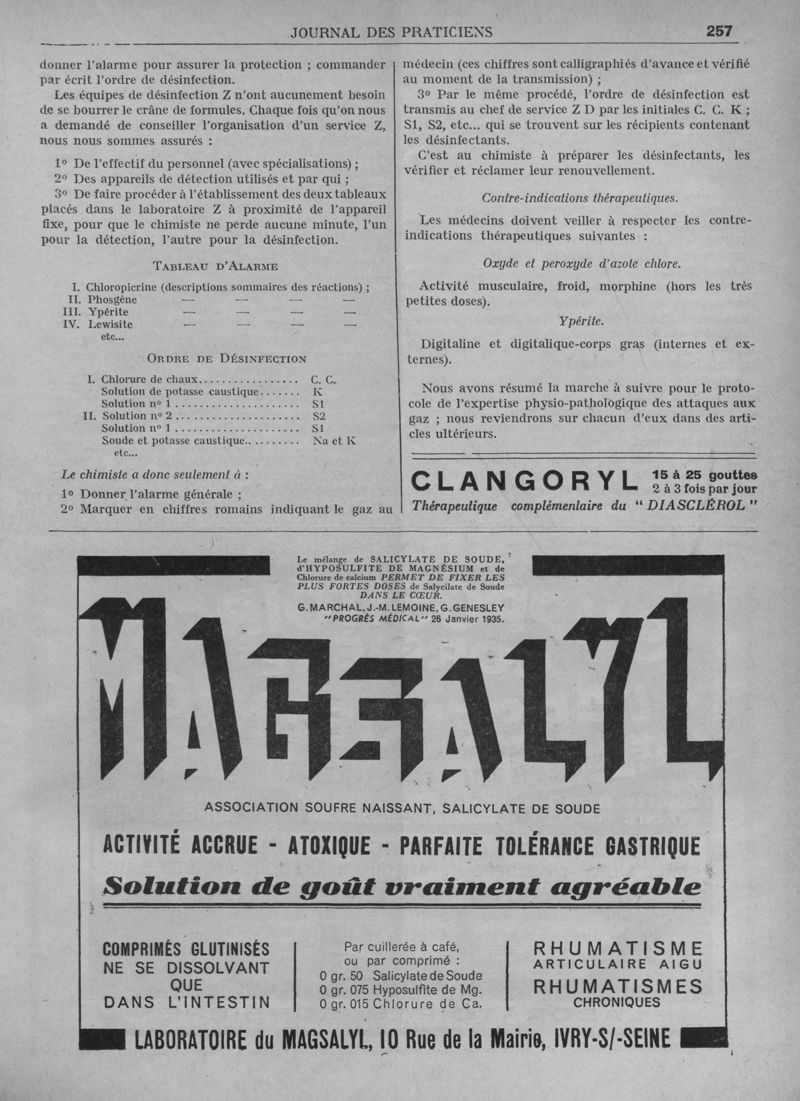 JOURNAL DES PRATICIENS 257
donner l'alarme pour assurer la protection ; commander
par écrit l'ordre de désinfection.
Les équipes de désinfection Z n'ont aucunement besoin
de se bourrer le crâne de formules. Chaque fois qu'on nous
a demandé de conseiller l'organisation d'un service Z,
nous nous sommes assurés :
1o De l'effectif du personnel (avec spécialisations) ;
2o Des appareils de détection utilisés et par qui ;
3o De faire procéder à l'établissement des deux tableaux
placés dans le laboratoire Z à proximité de l'appareil
fixe, pour que le chimiste ne perde aucune minute, l'un
pour la détection, l'autre pour la désinfection.
TABLEAU D'ALARME
I. Chloropicrine (descriptions sommaires des réactions) ;
II. Phosgène — — — —
III. Ypérite — — — —
IV. Lewisite — — — —
etc...
ORDRE DE DÉSINFECTION
I. Chlorure de chaux................. C. C.
Solution de potasse caustique....... K
Solution no 1 ..................... S1
II. Solution no 2 ..................... S2
Solution no 1 ..................... S1
Soude et potasse caustique.. ......... Na et K
etc...
Le chimiste a donc seulement à :
1o Donner l'alarme générale ;
2o Marquer en chiffres romains indiquant le gaz au
médecin (ces chiffres sont calligraphiés d'avance et vérifié
au moment de la transmission) ;
3o Par le même procédé, l'ordre de désinfection est
transmis au chef de service Z D par les initiales C. C. K ;
S1, S2, etc... qui se trouvent sur les récipients contenant
les désinfectants.
C'est au chimiste à préparer les désinfectants, les
vérifier et réclamer leur renouvellement.
Contre-indications thérapeutiques.
Les médecins doivent veiller à respecter les contre-
indications thérapeutiques suivantes :
Oxyde et peroxyde d'azote chlore.
Activité musculaire, froid, morphine (hors les très
petites doses).
Ypérite.
Digitaline et digitalique-corps gras (internes et ex-
ternes).
Nous avons résumé la marche à suivre pour le proto-
cole de l'expertise physio-pathologique des attaques aux
gaz ; nous reviendrons sur chacun d'eux dans des arti-
cles ultérieurs.
CLANGORYL 15 à 25 gouttes
2 à 3 fois par jour
Thérapeutique complémentaire du " DIASCLÉROL "
Le mélange de SALICYLATE DE SOUDE,
d'HYPOSULFITE DE MAGNÉSIUM et de
Chlorure de calcium PERMET DE FIXER LES
PLUS FORTES DOSES de Salycilate de Soude
DANS LE CŒUR.
G. MARCHAL, J.-M. LEMOINE, G. GENESLEY
"PROGRÈS MÉDICAL" 26 Janvier 1935.
MAGSALYL
ASSOCIATION SOUFRE NAISSANT, SALICYLATE DE SOUDE
ACTIVITÉ ACCRUE - ATOXIQUE - PARFAITE TOLÉRANCE GASTRIQUE
Solution de goût vraiment agréable
COMPRIMÉS GLUTINISÉS
NE SE DISSOLVANT
QUE
DANS L'INTESTIN
Par cuillerée à café,
ou par comprimé :
0 gr. 50 Salicylate de Soude
0 gr. 075 Hyposulfite de Mg.
0 gr. 015 Chlorure de Ca.
RHUMATISME
ARTICULAIRE AIGU
RHUMATISMES
CHRONIQUES
LABORATOIRE du MAGSALYL, 10 Rue de la Mairie, IVRY-S/-SEINE